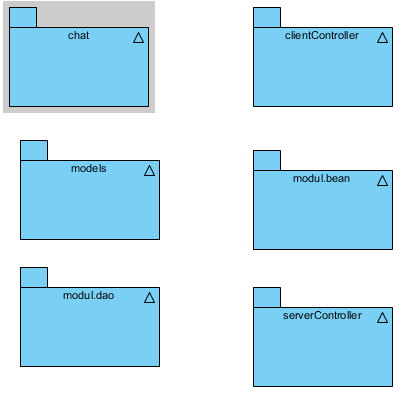 chat
clientController
models
modul.bean
modul.dao
serverController